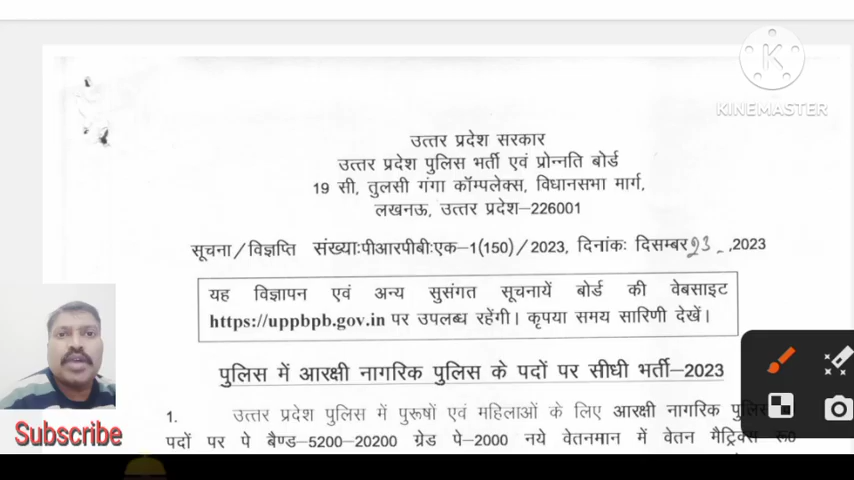 KINEMASTER
उत्तर प्रदेश सरकार
उत्तर प्रदेश पुलिस भर्ती एवं प्रोन्नति बोर्ड
19 सी, तुलसी गंगा कॉम्पलेक्स, विधानसभा मार्ग,
लखनऊ, उत्तर प्रदेश–226001
सूचना/विज्ञप्ति संख्याःपीआरपीबीःएक–1(150)/2023, दिनांकः दिसम्बर 23 -,2023
यह विज्ञापन एवं अन्य सुसंगत सूचनायें बोर्ड की वेबसाइट
https://uppbpb.gov.in पर उपलब्ध रहेंगी। कृपया समय सारिणी देखें।
पुलिस में आरक्षी नागरिक पुलिस के पदों पर सीधी भर्ती–2023
1. उत्तर प्रदेश पुलिस में पुरूषों एवं महिलाओं के लिए आरक्षी नागरिक
पदों पर पे बैण्ड–5200–20200 ग्रेड पे–2000 नये वेतनमान में वेतन मैट्रिक्स रू0
Subscribe